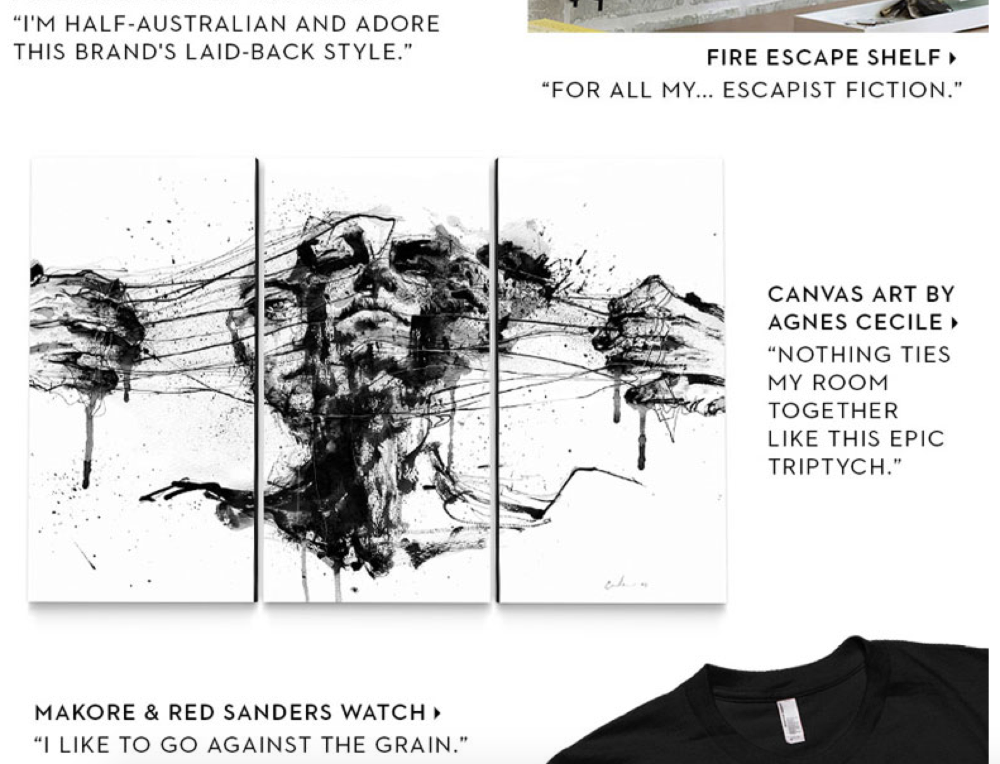 “I'M HALF-AUSTRALIAN AND ADORE
THIS BRAND'S LAID-BACK STYLE.”
FIRE ESCAPE SHELF
“FOR ALL MY... ESCAPIST FICTION.”
CANVAS ART BY
AGNES CECILE
“NOTHING TIES
MY ROOM
TOGETHER
LIKE THIS EPIC
TRIPTYCH.”
MAKORE & RED SANDERS WATCH
“I LIKE TO GO AGAINST THE GRAIN.”